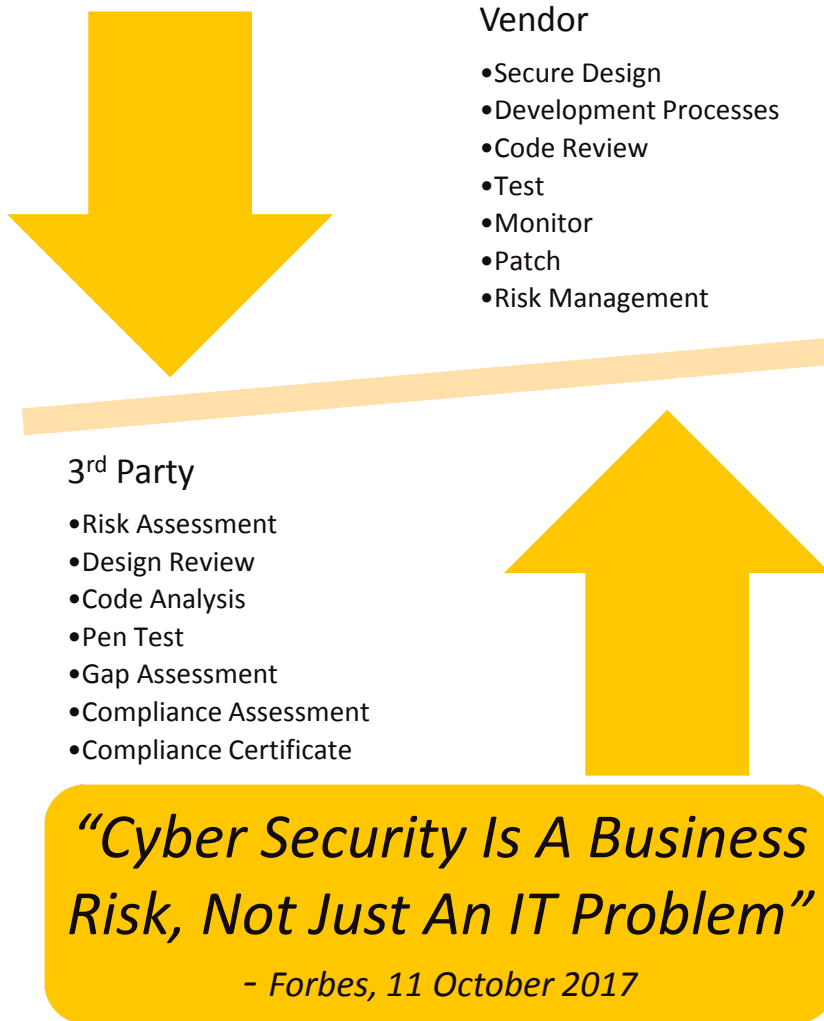 Vendor
•Secure Design
•Development Processes
•Code Review
•Test
•Monitor
•Patch
•Risk Management
3rd Party
•Risk Assessment
•Design Review
•Code Analysis
•Pen Test
•Gap Assessment
•Compliance Assessment
•Compliance Certificate
“Cyber Security Is A Business
Risk, Not Just An IT Problem”
- Forbes, 11 October 2017